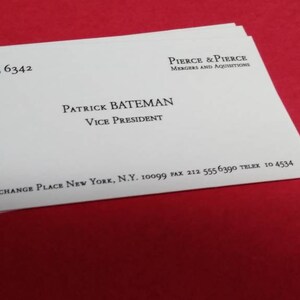 6342
Pierce & Pierce
Mergers and Aquisitions
Patrick BATEMAN
Vice President
change Place New York, N.Y. 10099 fax 212 555 6390 telex 10 4534